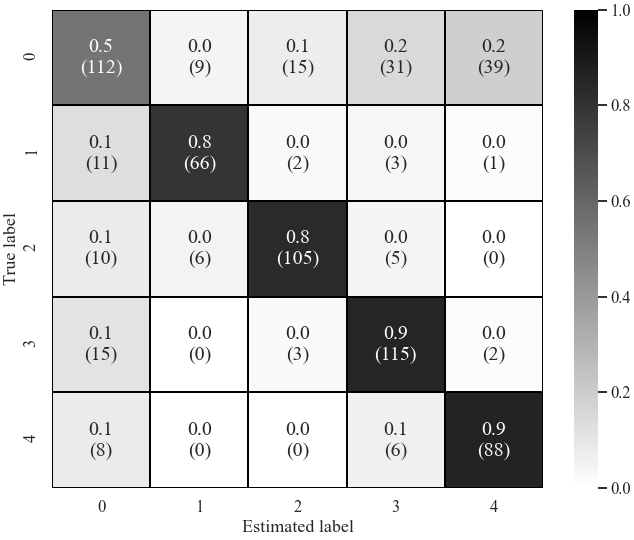 0 0.5 0.0 0.1 0.2 0.2
(112) (9) (15) (31) (39)
1 0.1 0.8 0.0 0.0 0.0
(11) (66) (2) (3) (1)
2 0.1 0.0 0.8 0.0 0.0
(10) (6) (105) (5) (0)
3 0.1 0.0 0.0 0.9 0.0
(15) (0) (3) (115) (2)
4 0.1 0.0 0.0 0.1 0.9
(8) (0) (0) (6) (88)
0 1 2 3 4
True label
Estimated label
1.0
0.8
0.6
0.4
0.2
0.0